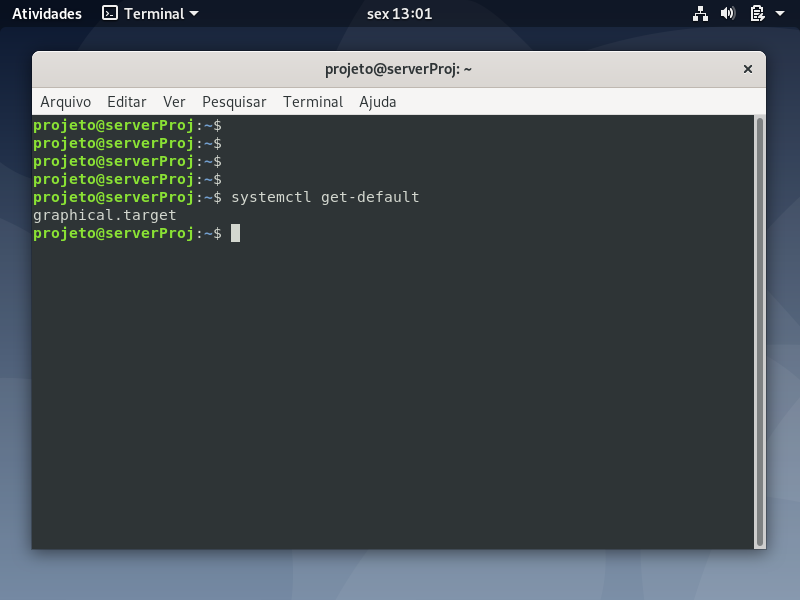 Atividades Terminal sex 13:01
projeto@serverProj: ~ ×
Arquivo Editar Ver Pesquisar Terminal Ajuda
projeto@serverProj:~$
projeto@serverProj:~$
projeto@serverProj:~$
projeto@serverProj:~$
projeto@serverProj:~$ systemctl get-default
graphical.target
projeto@serverProj:~$